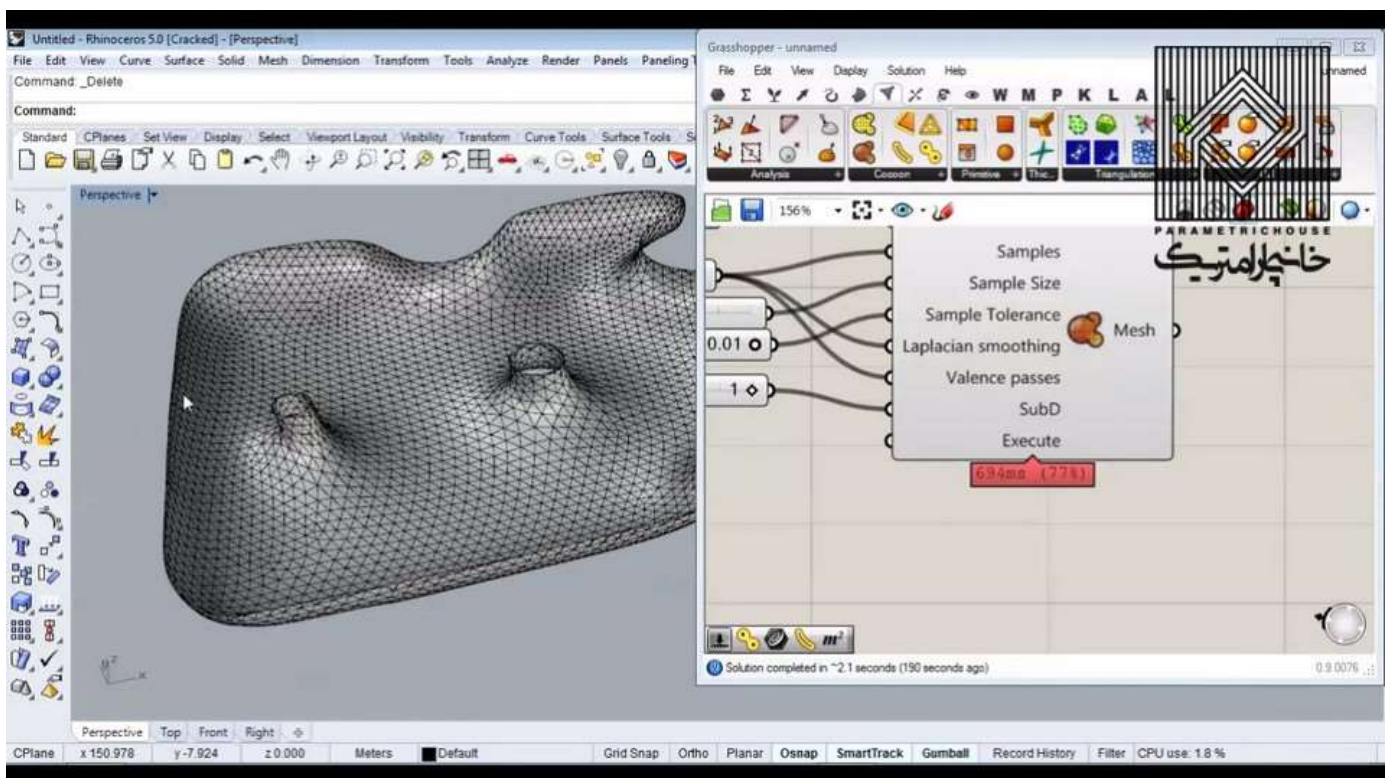 Untitled - Rhinoceros 5.0 [Cracked] - [Perspective]
File Edit View Curve Surface Solid Mesh Dimension Transform Tools Analyze Render Panels Paneling
Command: _Delete
Command:
Standard CPlanes Set View Display Select Viewport Layout Visibility Transform Curve Tools Surface Tools
Perspective
Perspective Top Front Right
CPlane x 150.978 y -7.924 z 0.000 Meters Default Grid Snap Ortho Planar Osnap SmartTrack Gumball Record History Filter CPU use: 1.8 %
Grasshopper - unnamed
File Edit View Display Solution Help unnamed
Σ W M P K L A L
Analysis Cocoon Primitive Thic... Triangulation
156%
PARAMETRICHOUSE
خانه پارامتریک
Samples
Sample Size
Sample Tolerance
0.01
Laplacian smoothing
Mesh
Valence passes
1
SubD
Execute
694ms (77%)
m²
Solution completed in ~2.1 seconds (190 seconds ago) 0.9.0076